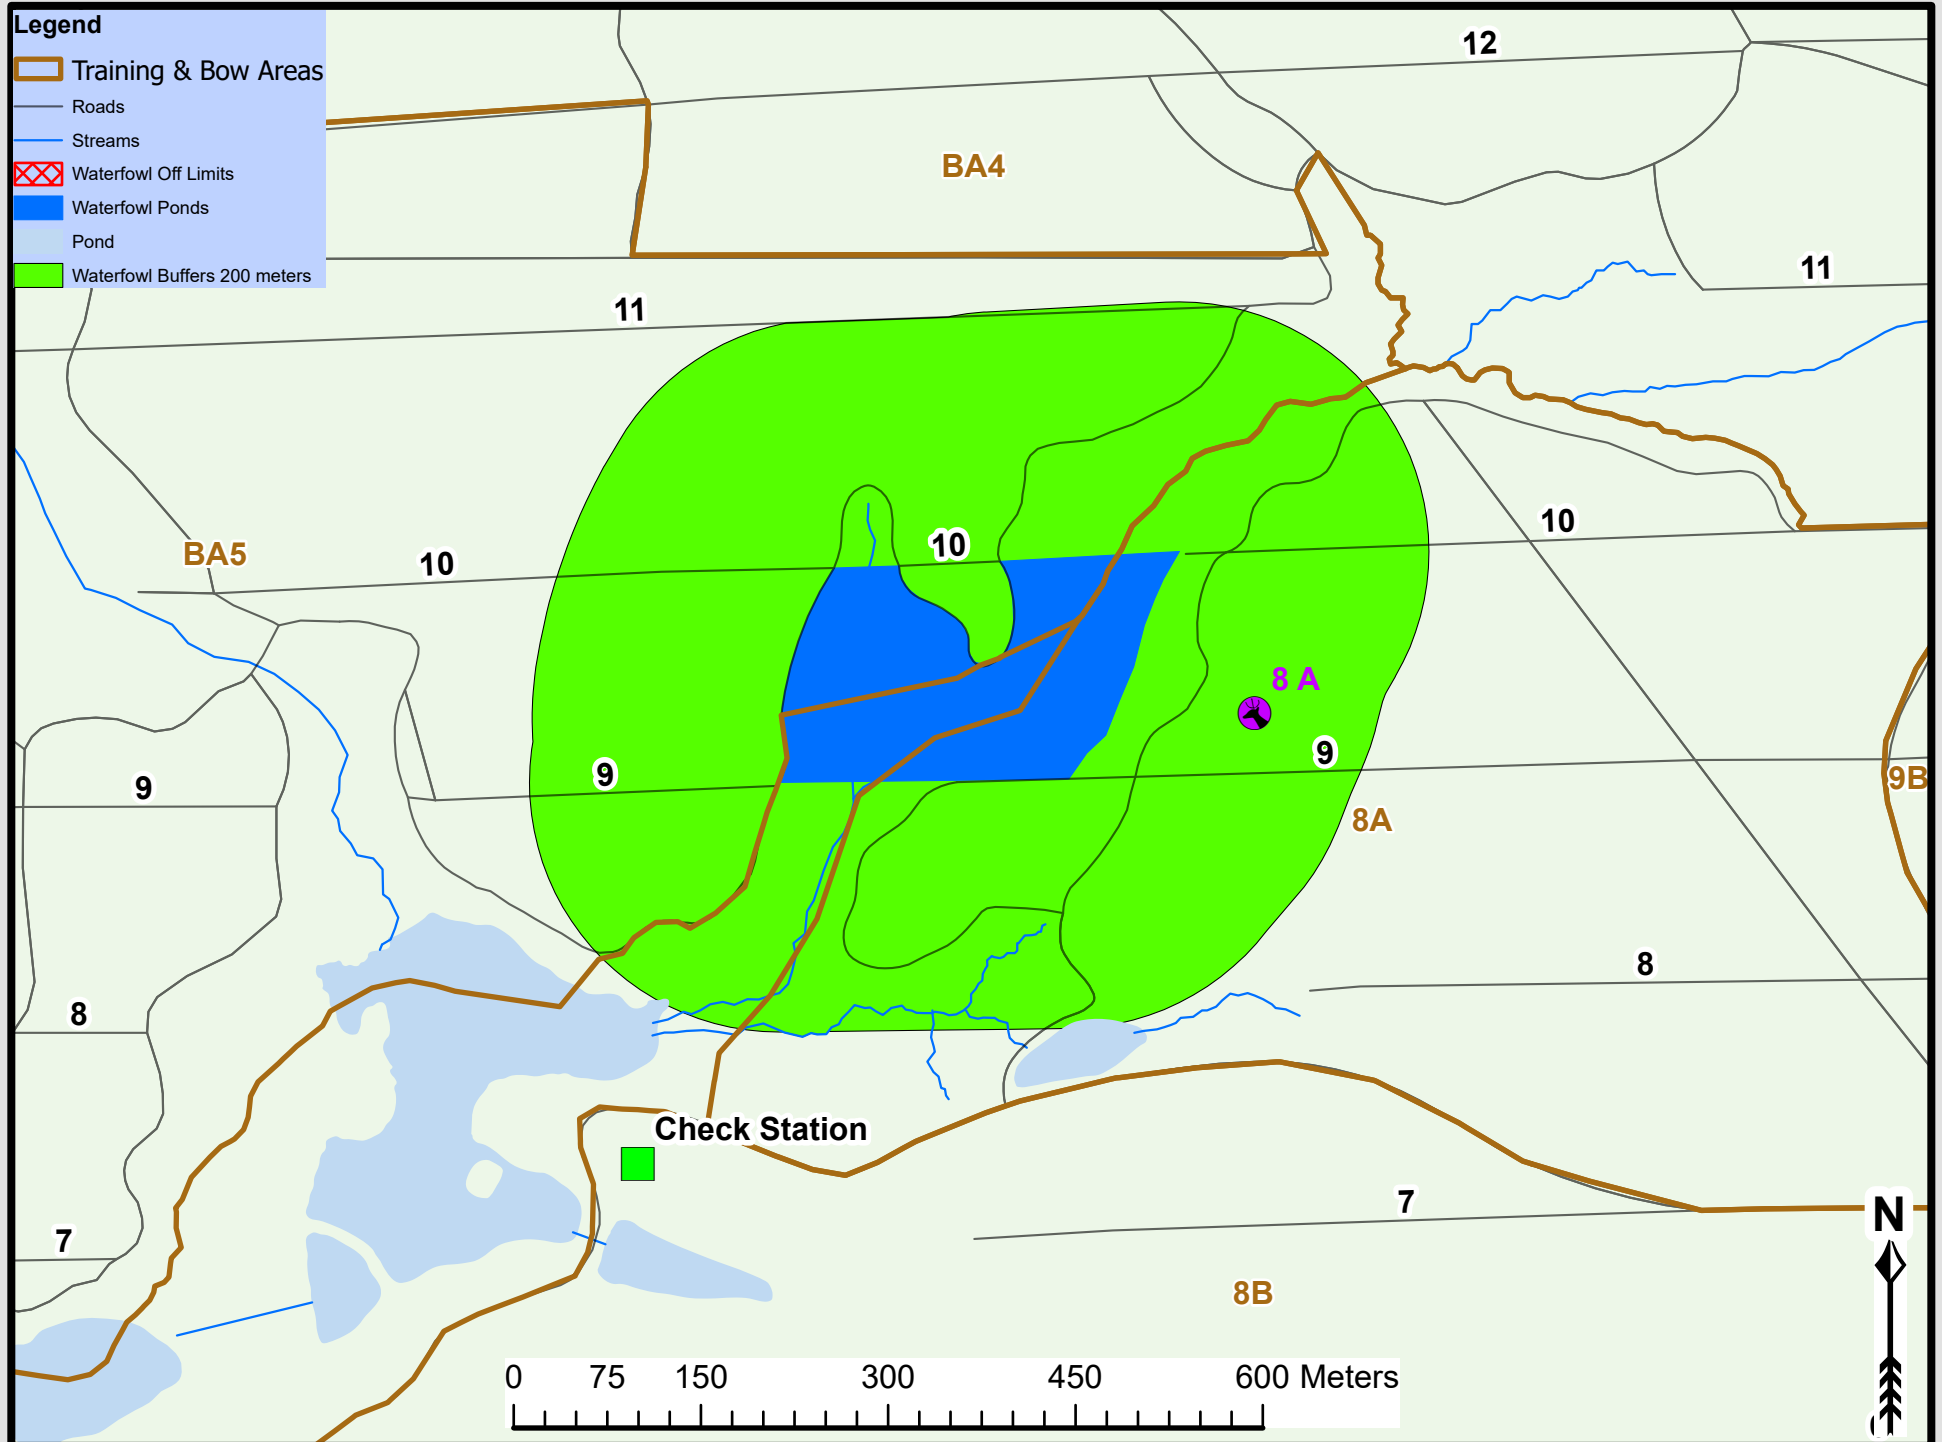 Legend
Training & Bow Areas
Roads
Streams
Waterfowl Off Limits
Waterfowl Ponds
Pond
Waterfowl Buffers 200 meters
12
BA4
11
11
10
10
10
BA5
8 A
9
9
9
9B
8A
8
8
Check Station
7
7
N
8B
0 75 150 300 450 600 Meters